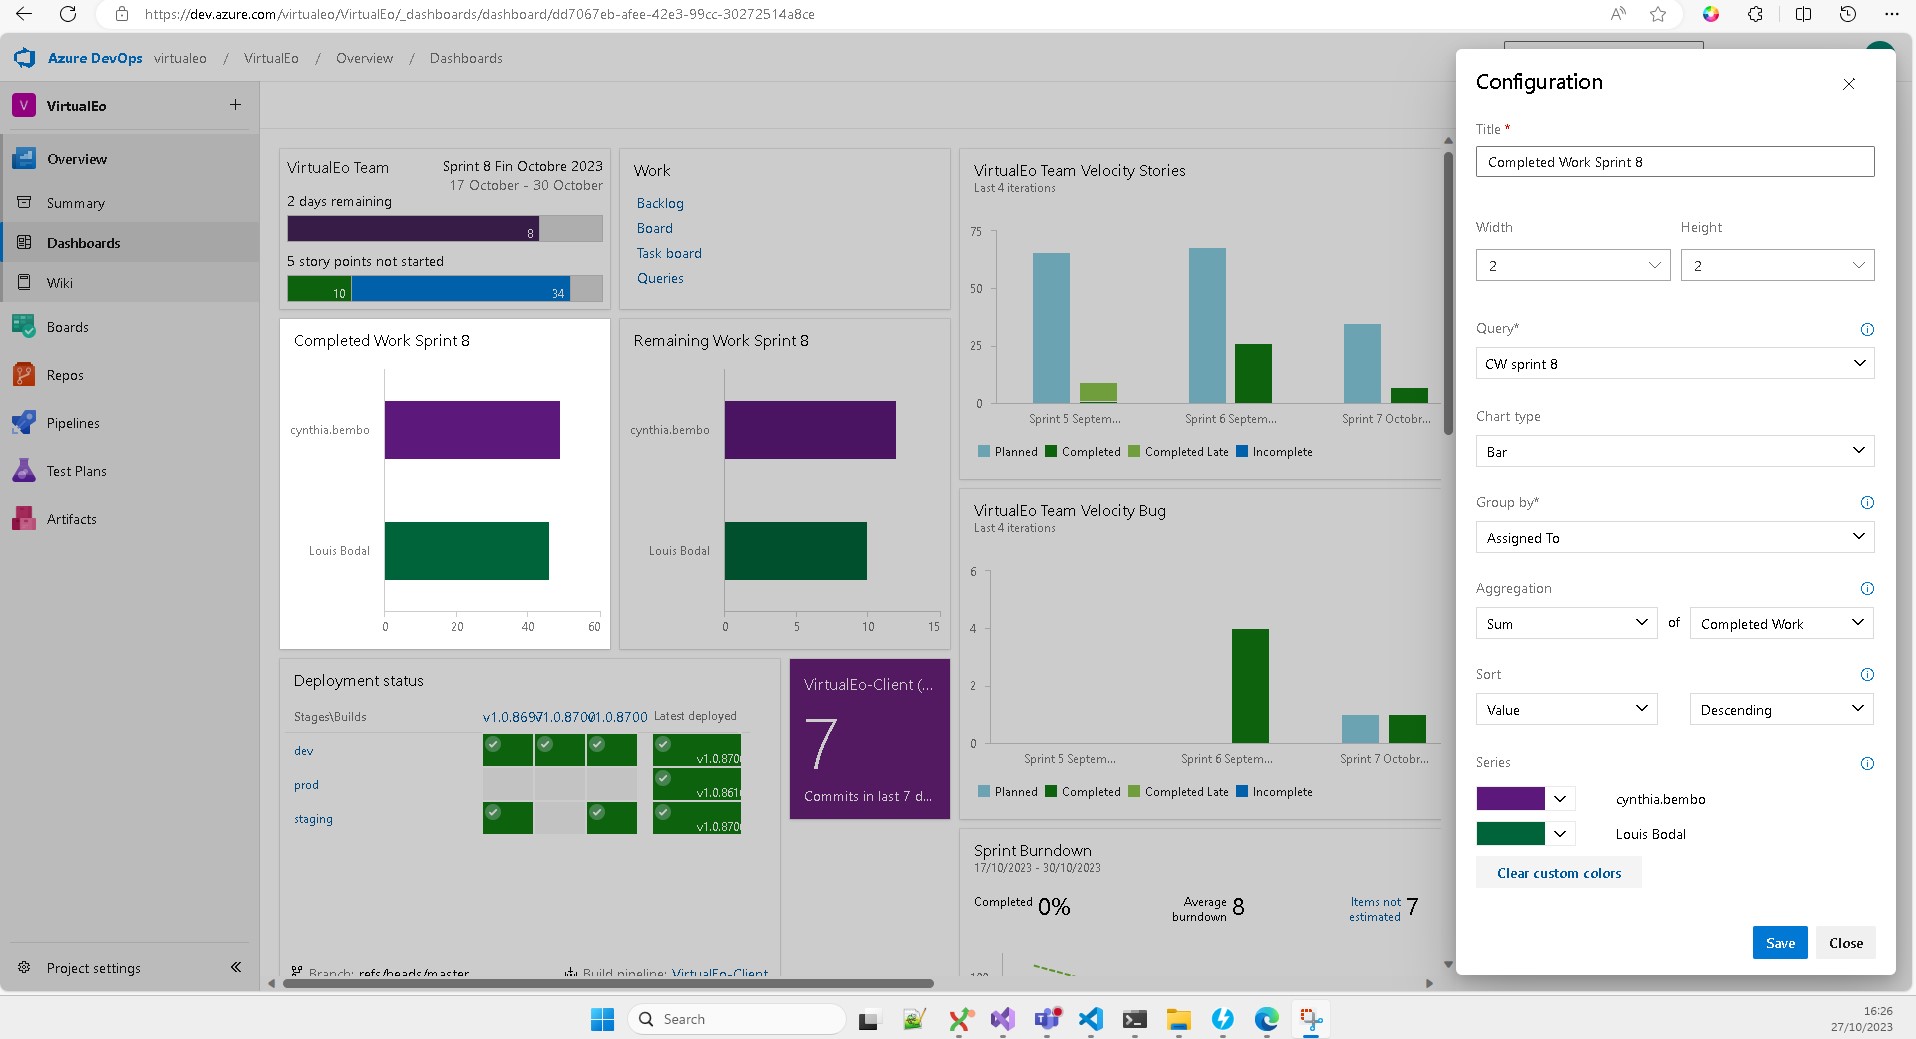 https://dev.azure.com/virtualeo/VirtualEo/_dashboards/dashboard/dd7067eb-afee-42e3-99cc-30272514a8ce
Azure DevOps virtualeo / VirtualEo / Overview / Dashboards
V VirtualEo +
Overview
Summary
Dashboards
Wiki
Boards
Repos
Pipelines
Test Plans
Artifacts
Project settings
VirtualEo Team
Sprint 8 Fin Octobre 2023
17 October - 30 October
2 days remaining
8
5 story points not started
10 34
Work
Backlog
Board
Task board
Queries
VirtualEo Team Velocity Stories
Last 4 iterations
75
50
25
0
Sprint 5 Septem... Sprint 6 Septem... Sprint 7 Octobr...
Planned Completed Completed Late Incomplete
Completed Work Sprint 8
cynthia.bembo
Louis Bodal
0 20 40 60
Remaining Work Sprint 8
cynthia.bembo
Louis Bodal
0 5 10 15
VirtualEo Team Velocity Bug
Last 4 iterations
6
4
2
0
Sprint 5 Septem... Sprint 6 Septem... Sprint 7 Octobr...
Planned Completed Completed Late Incomplete
Deployment status
Stages\Builds v1.0.8697 v1.0.8700 v1.0.8700 Latest deployed
dev v1.0.870
prod v1.0.861
staging v1.0.870
Branch: refs/heads/master Build pipeline: VirtualEo-Client
VirtualEo-Client (...
7
Commits in last 7 d...
Sprint Burndown
17/10/2023 - 30/10/2023
Completed 0%
Average burndown 8
Items not estimated 7
100
Configuration
Title *
Completed Work Sprint 8
Width Height
2 2
Query*
CW sprint 8
Chart type
Bar
Group by*
Assigned To
Aggregation
Sum of Completed Work
Sort
Value Descending
Series
cynthia.bembo
Louis Bodal
Clear custom colors
Save Close
Search
16:26
27/10/2023